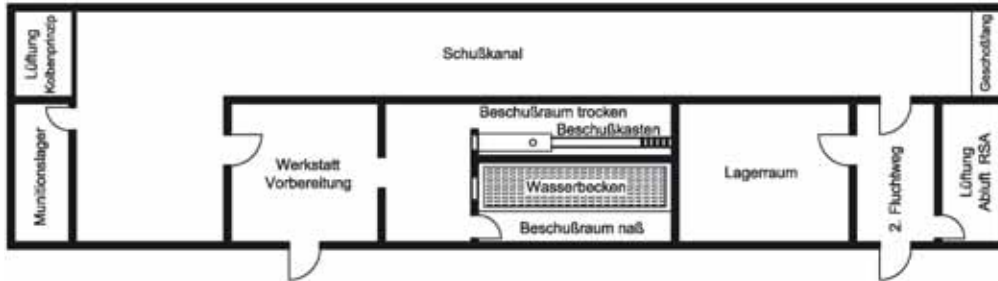 Lüftung
Kolbenprinzip
Schußkanal
Geschoßfang
Munitionslager
Werkstatt
Vorbereitung
Beschußraum trocken
Beschußkasten
Wasserbecken
Beschußraum naß
Lagerraum
2. Fluchtweg
Lüftung
Abluft RSA